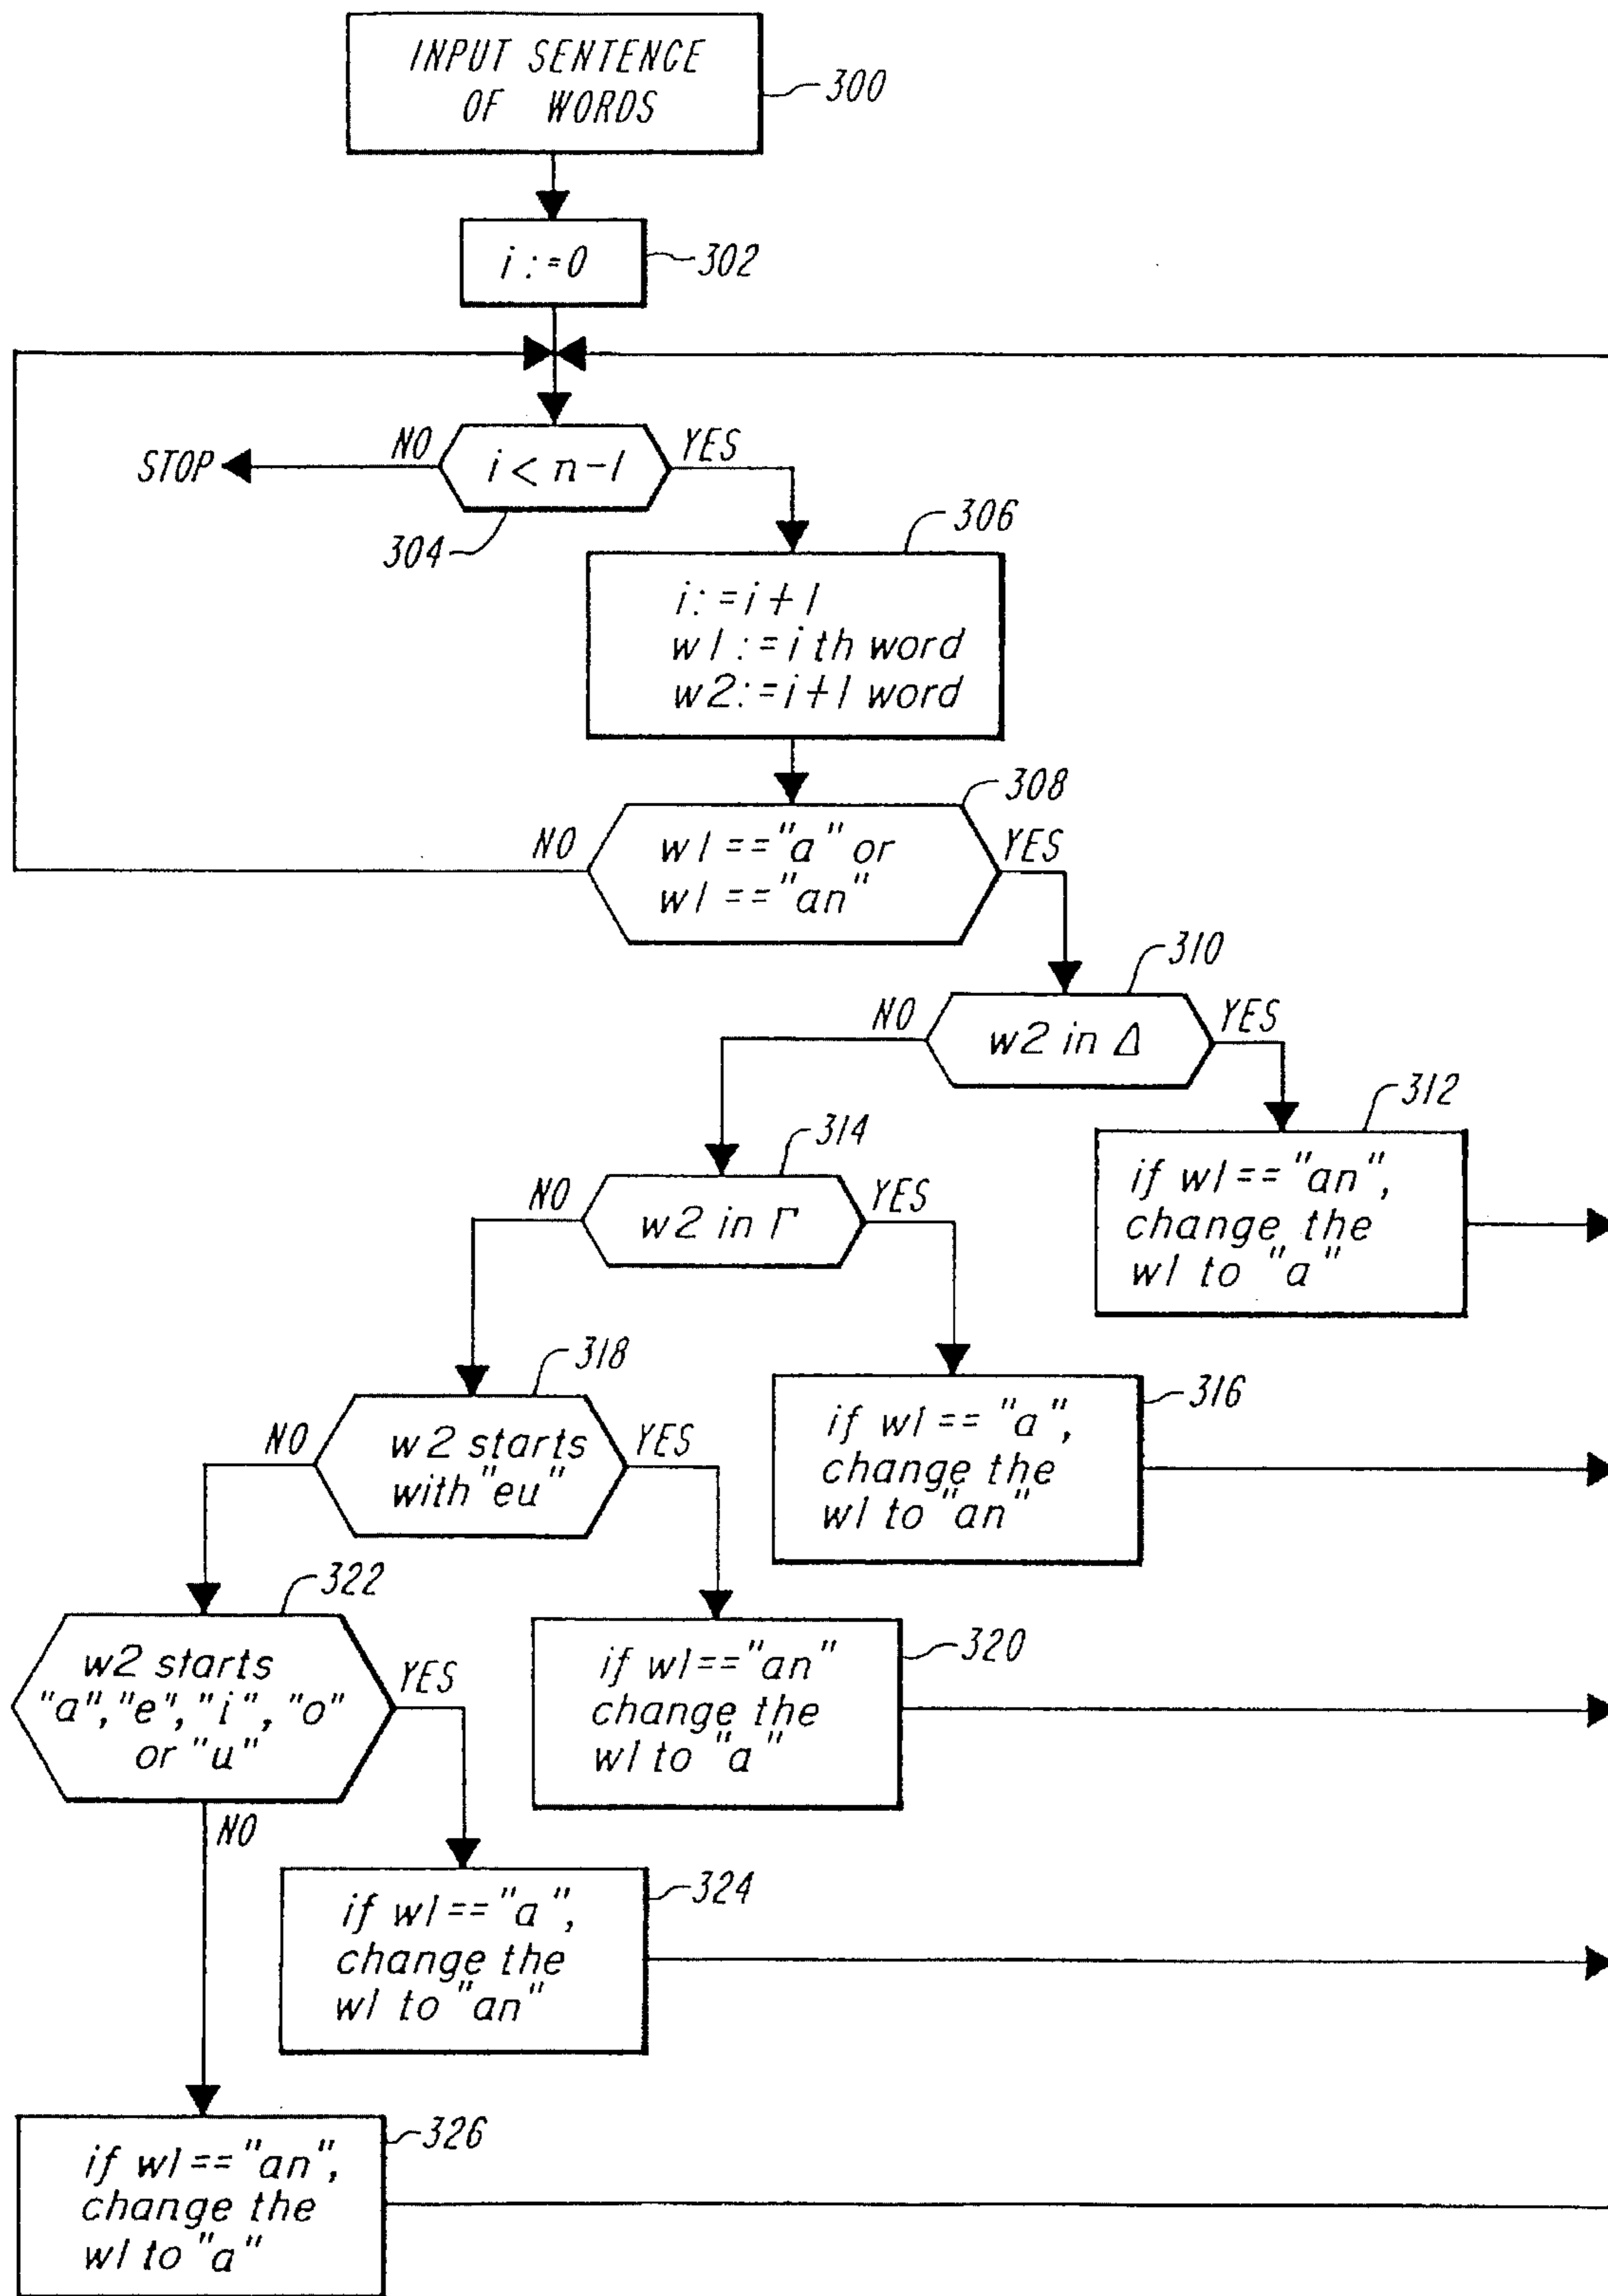 INPUT SENTENCE
OF WORDS
300
i:=0
302
NO
i < n-1
YES
STOP
304
306
i:=i+1
w1:=i th word
w2:=i+1 word
308
NO
w1=="a" or
w1=="an"
YES
310
NO
w2 in Δ
YES
312
if w1=="an",
change the
w1 to "a"
314
NO
w2 in Γ
YES
316
if w1== "a",
change the
w1 to "an"
318
NO
w2 starts
with "eu"
YES
320
if w1=="an"
change the
w1 to "a"
322
w2 starts
"a","e","i","o"
or "u"
YES
NO
324
if w1=="a",
change the
w1 to "an"
326
if w1=="an",
change the
w1 to "a"